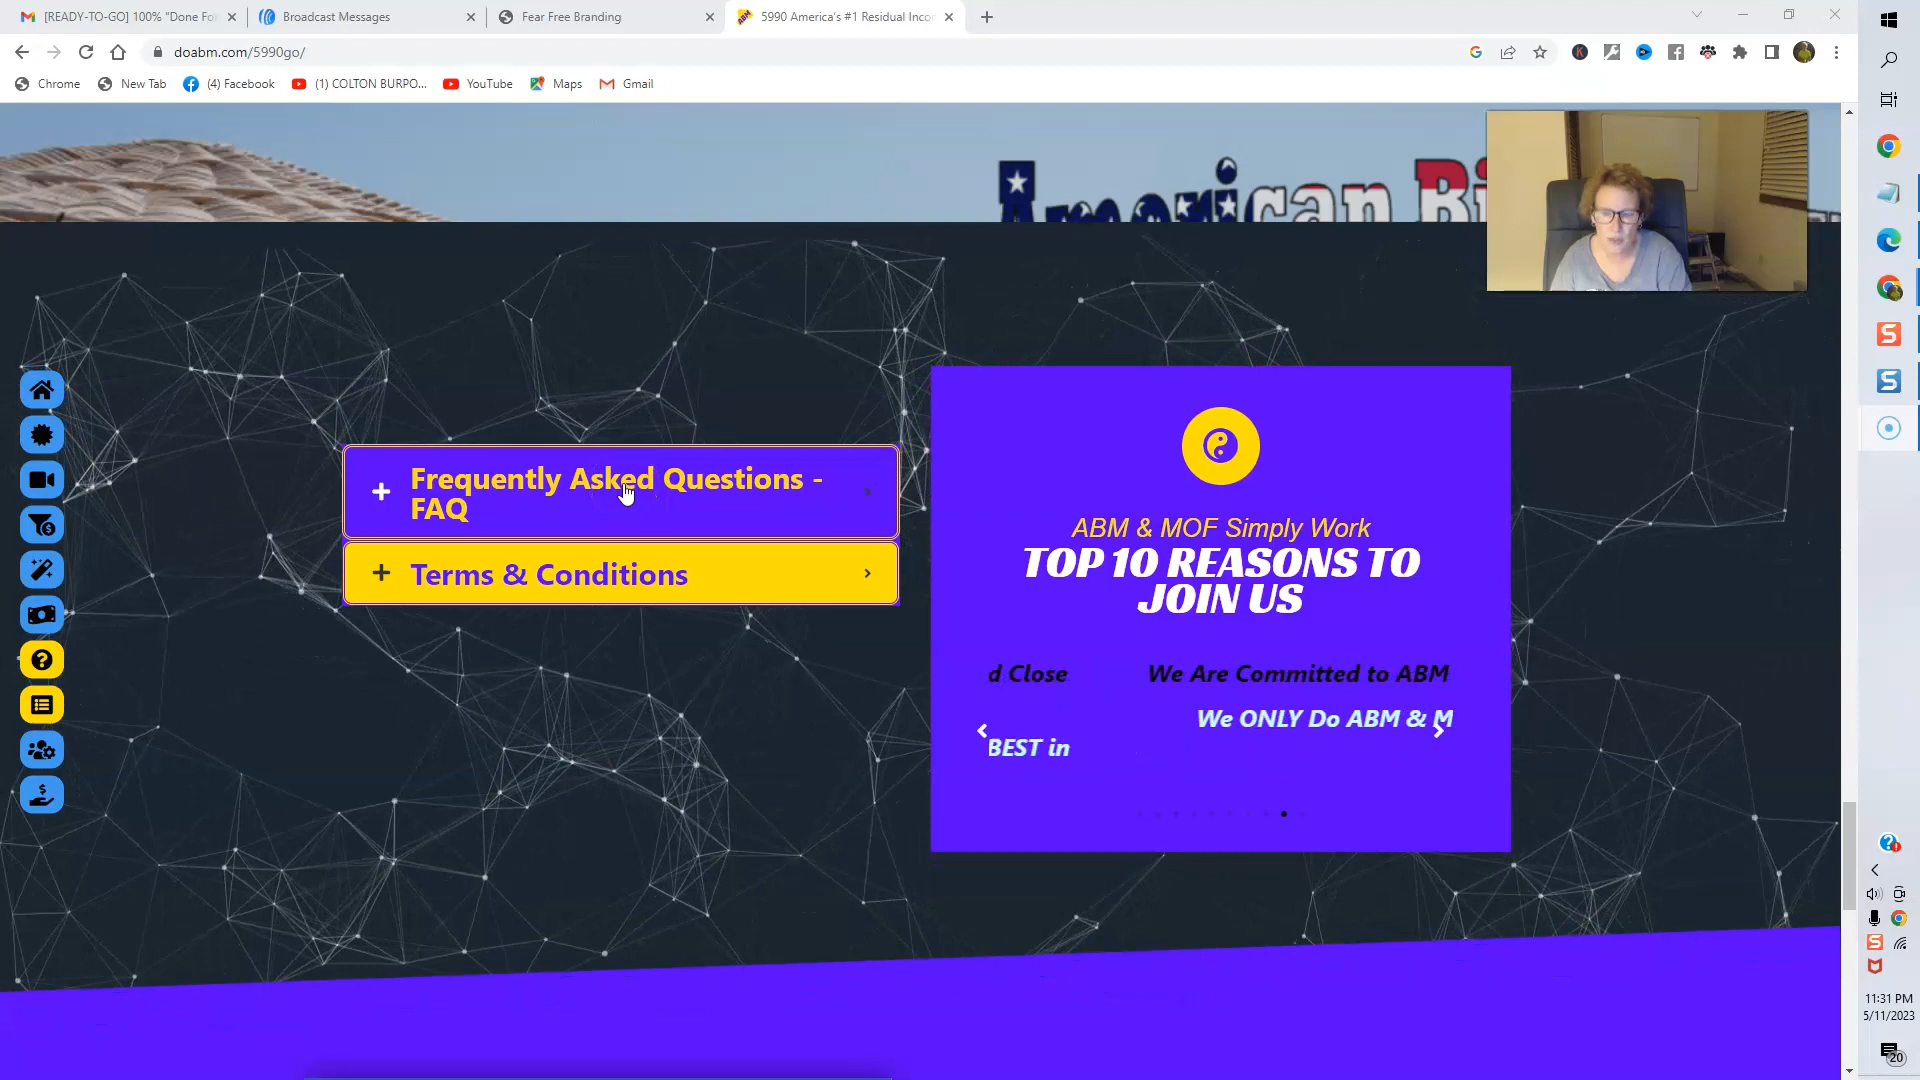 [READY-TO-GO] 100% "Done For
Broadcast Messages
Fear Free Branding
5990 America's #1 Residual Inco
doabm.com/5990go/
Chrome
New Tab
(4) Facebook
(1) COLTON BURPO...
YouTube
Maps
Gmail
American Bi
Frequently Asked Questions -
FAQ
Terms & Conditions
ABM & MOF Simply Work
TOP 10 REASONS TO
JOIN US
d Close
We Are Committed to ABM
We ONLY Do ABM & M
BEST in
11:31 PM
5/11/2023
20